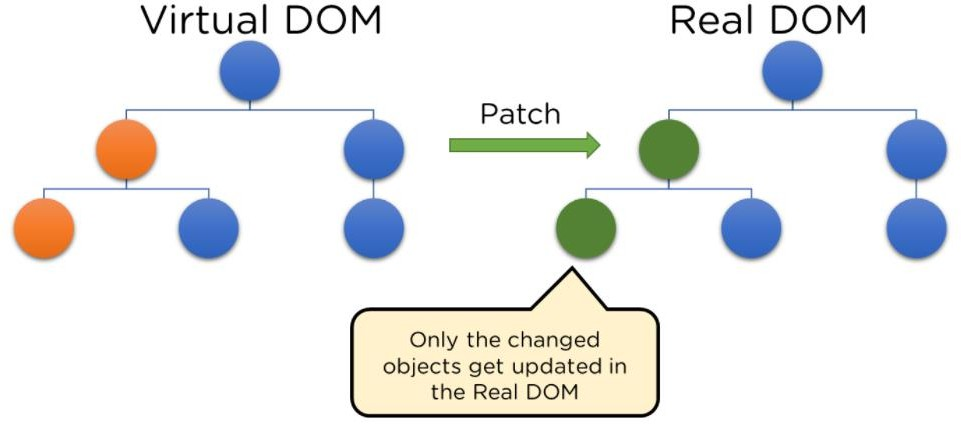 Virtual DOM
Real DOM
Patch
Only the changed
objects get updated in
the Real DOM